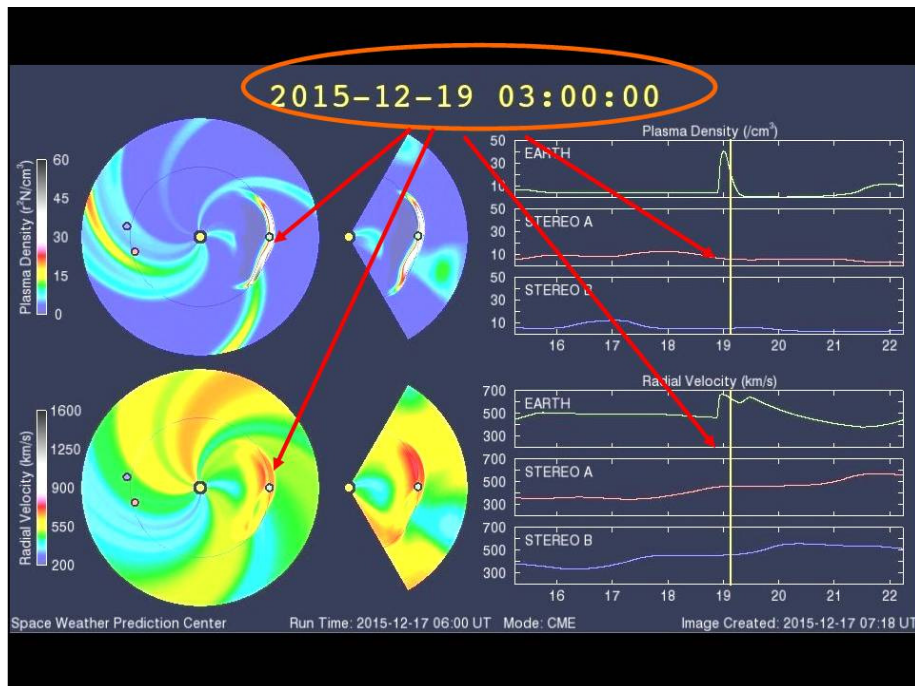 2015-12-19 03:00:00
Plasma Density (r²N/cm³)
60
45
30
15
0
Plasma Density (/cm³)
50
30
10
EARTH
50
30
10
STEREO A
50
30
10
STEREO B
16 17 18 19 20 21 22
Radial Velocity (km/s)
1600
1250
900
550
200
Radial Velocity (km/s)
700
500
300
EARTH
700
500
300
STEREO A
700
500
300
STEREO B
16 17 18 19 20 21 22
Space Weather Prediction Center Run Time: 2015-12-17 06:00 UT Mode: CME Image Created: 2015-12-17 07:18 UT